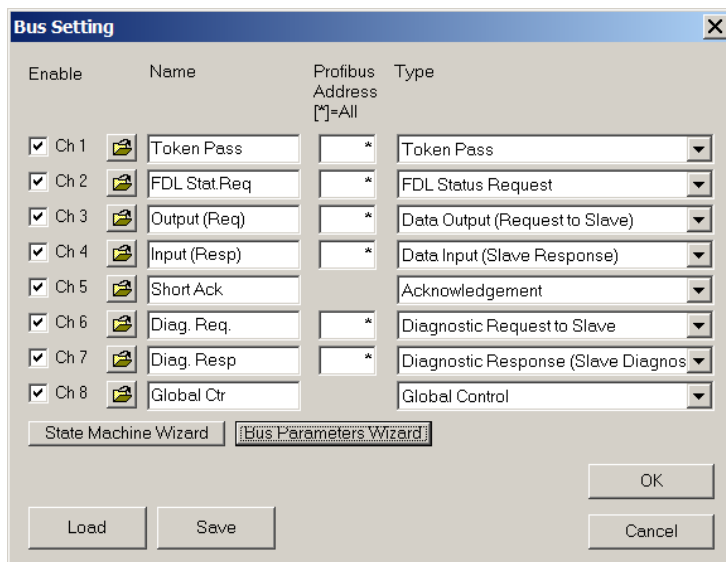 Bus Setting
Enable Name Profibus Address [*]=All Type
Ch 1 Token Pass * Token Pass
Ch 2 FDL Stat.Req * FDL Status Request
Ch 3 Output (Req) * Data Output (Request to Slave)
Ch 4 Input (Resp) * Data Input (Slave Response)
Ch 5 Short Ack Acknowledgement
Ch 6 Diag. Req. * Diagnostic Request to Slave
Ch 7 Diag. Resp * Diagnostic Response (Slave Diagnos
Ch 8 Global Ctr Global Control
State Machine Wizard Bus Parameters Wizard
OK
Load Save Cancel